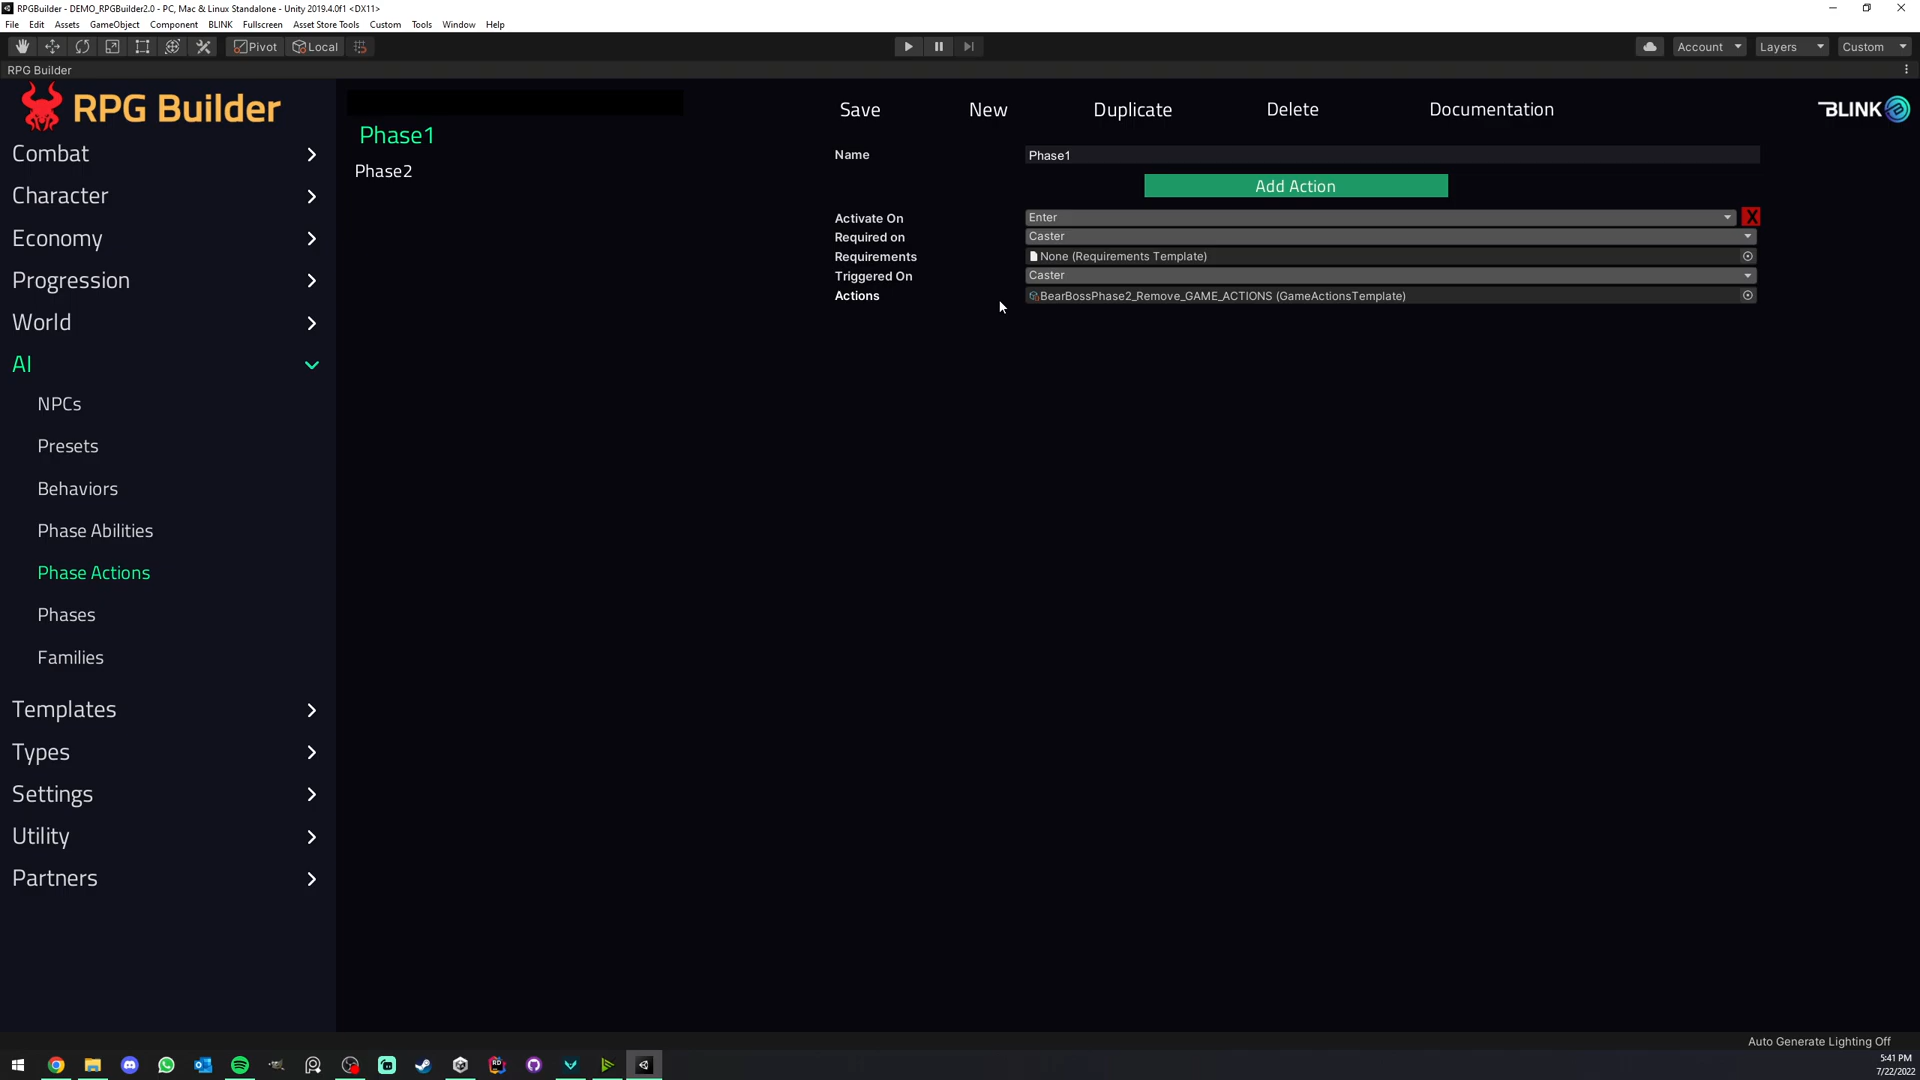 RPGBuilder - DEMO_RPGBuilder2.0 - PC, Mac & Linux Standalone - Unity 2019.4.0f1 <DX11>
File Edit Assets GameObject Component BLINK Fullscreen Asset Store Tools Custom Tools Window Help
Pivot Local Account Layers Custom
RPG Builder
RPG Builder
Save New Duplicate Delete Documentation BLINK
Phase1
Phase2
Name Phase1
Add Action
Activate On Enter X
Required on Caster
Requirements None (Requirements Template)
Triggered On Caster
Actions BearBossPhase2_Remove_GAME_ACTIONS (GameActionsTemplate)
Combat
Character
Economy
Progression
World
AI
NPCs
Presets
Behaviors
Phase Abilities
Phase Actions
Phases
Families
Templates
Types
Settings
Utility
Partners
Auto Generate Lighting Off
5:41 PM
7/22/2022